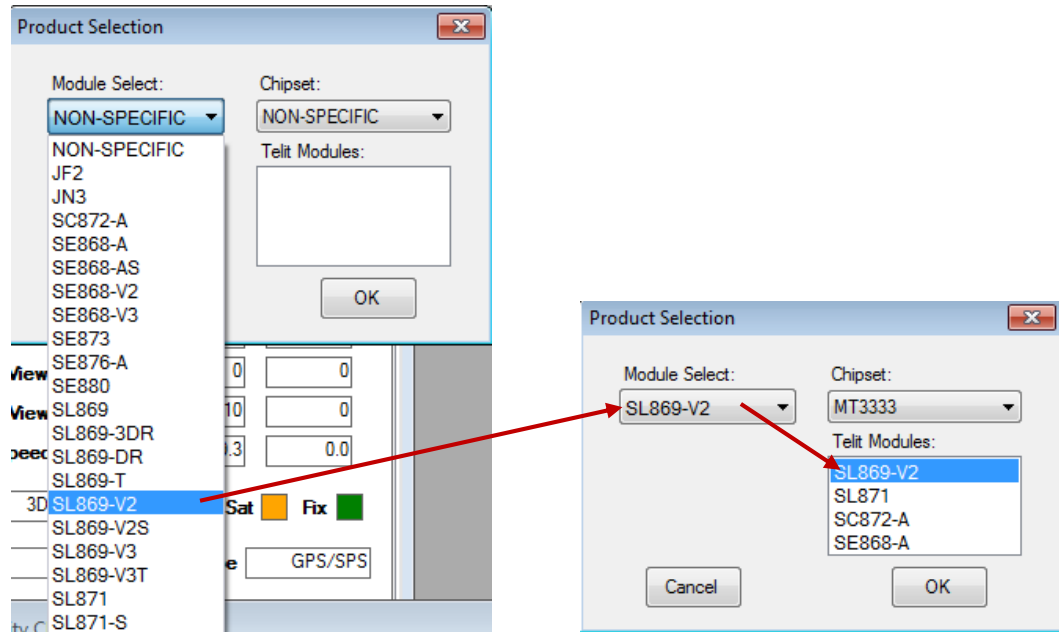 Product Selection
Module Select:
Chipset:
NON-SPECIFIC
NON-SPECIFIC
NON-SPECIFIC
JF2
JN3
SC872-A
SE868-A
SE868-AS
SE868-V2
SE868-V3
SE873
SE876-A
SE880
SL869
SL869-3DR
SL869-DR
SL869-T
SL869-V2
SL869-V2S
SL869-V3
SL869-V3T
SL871
SL871-S
Telit Modules:
OK
View
0
0
View
10
0
.3
0.0
3D
Sat
Fix
e
GPS/SPS
Product Selection
Module Select:
Chipset:
SL869-V2
MT3333
Telit Modules:
SL869-V2
SL871
SC872-A
SE868-A
Cancel
OK